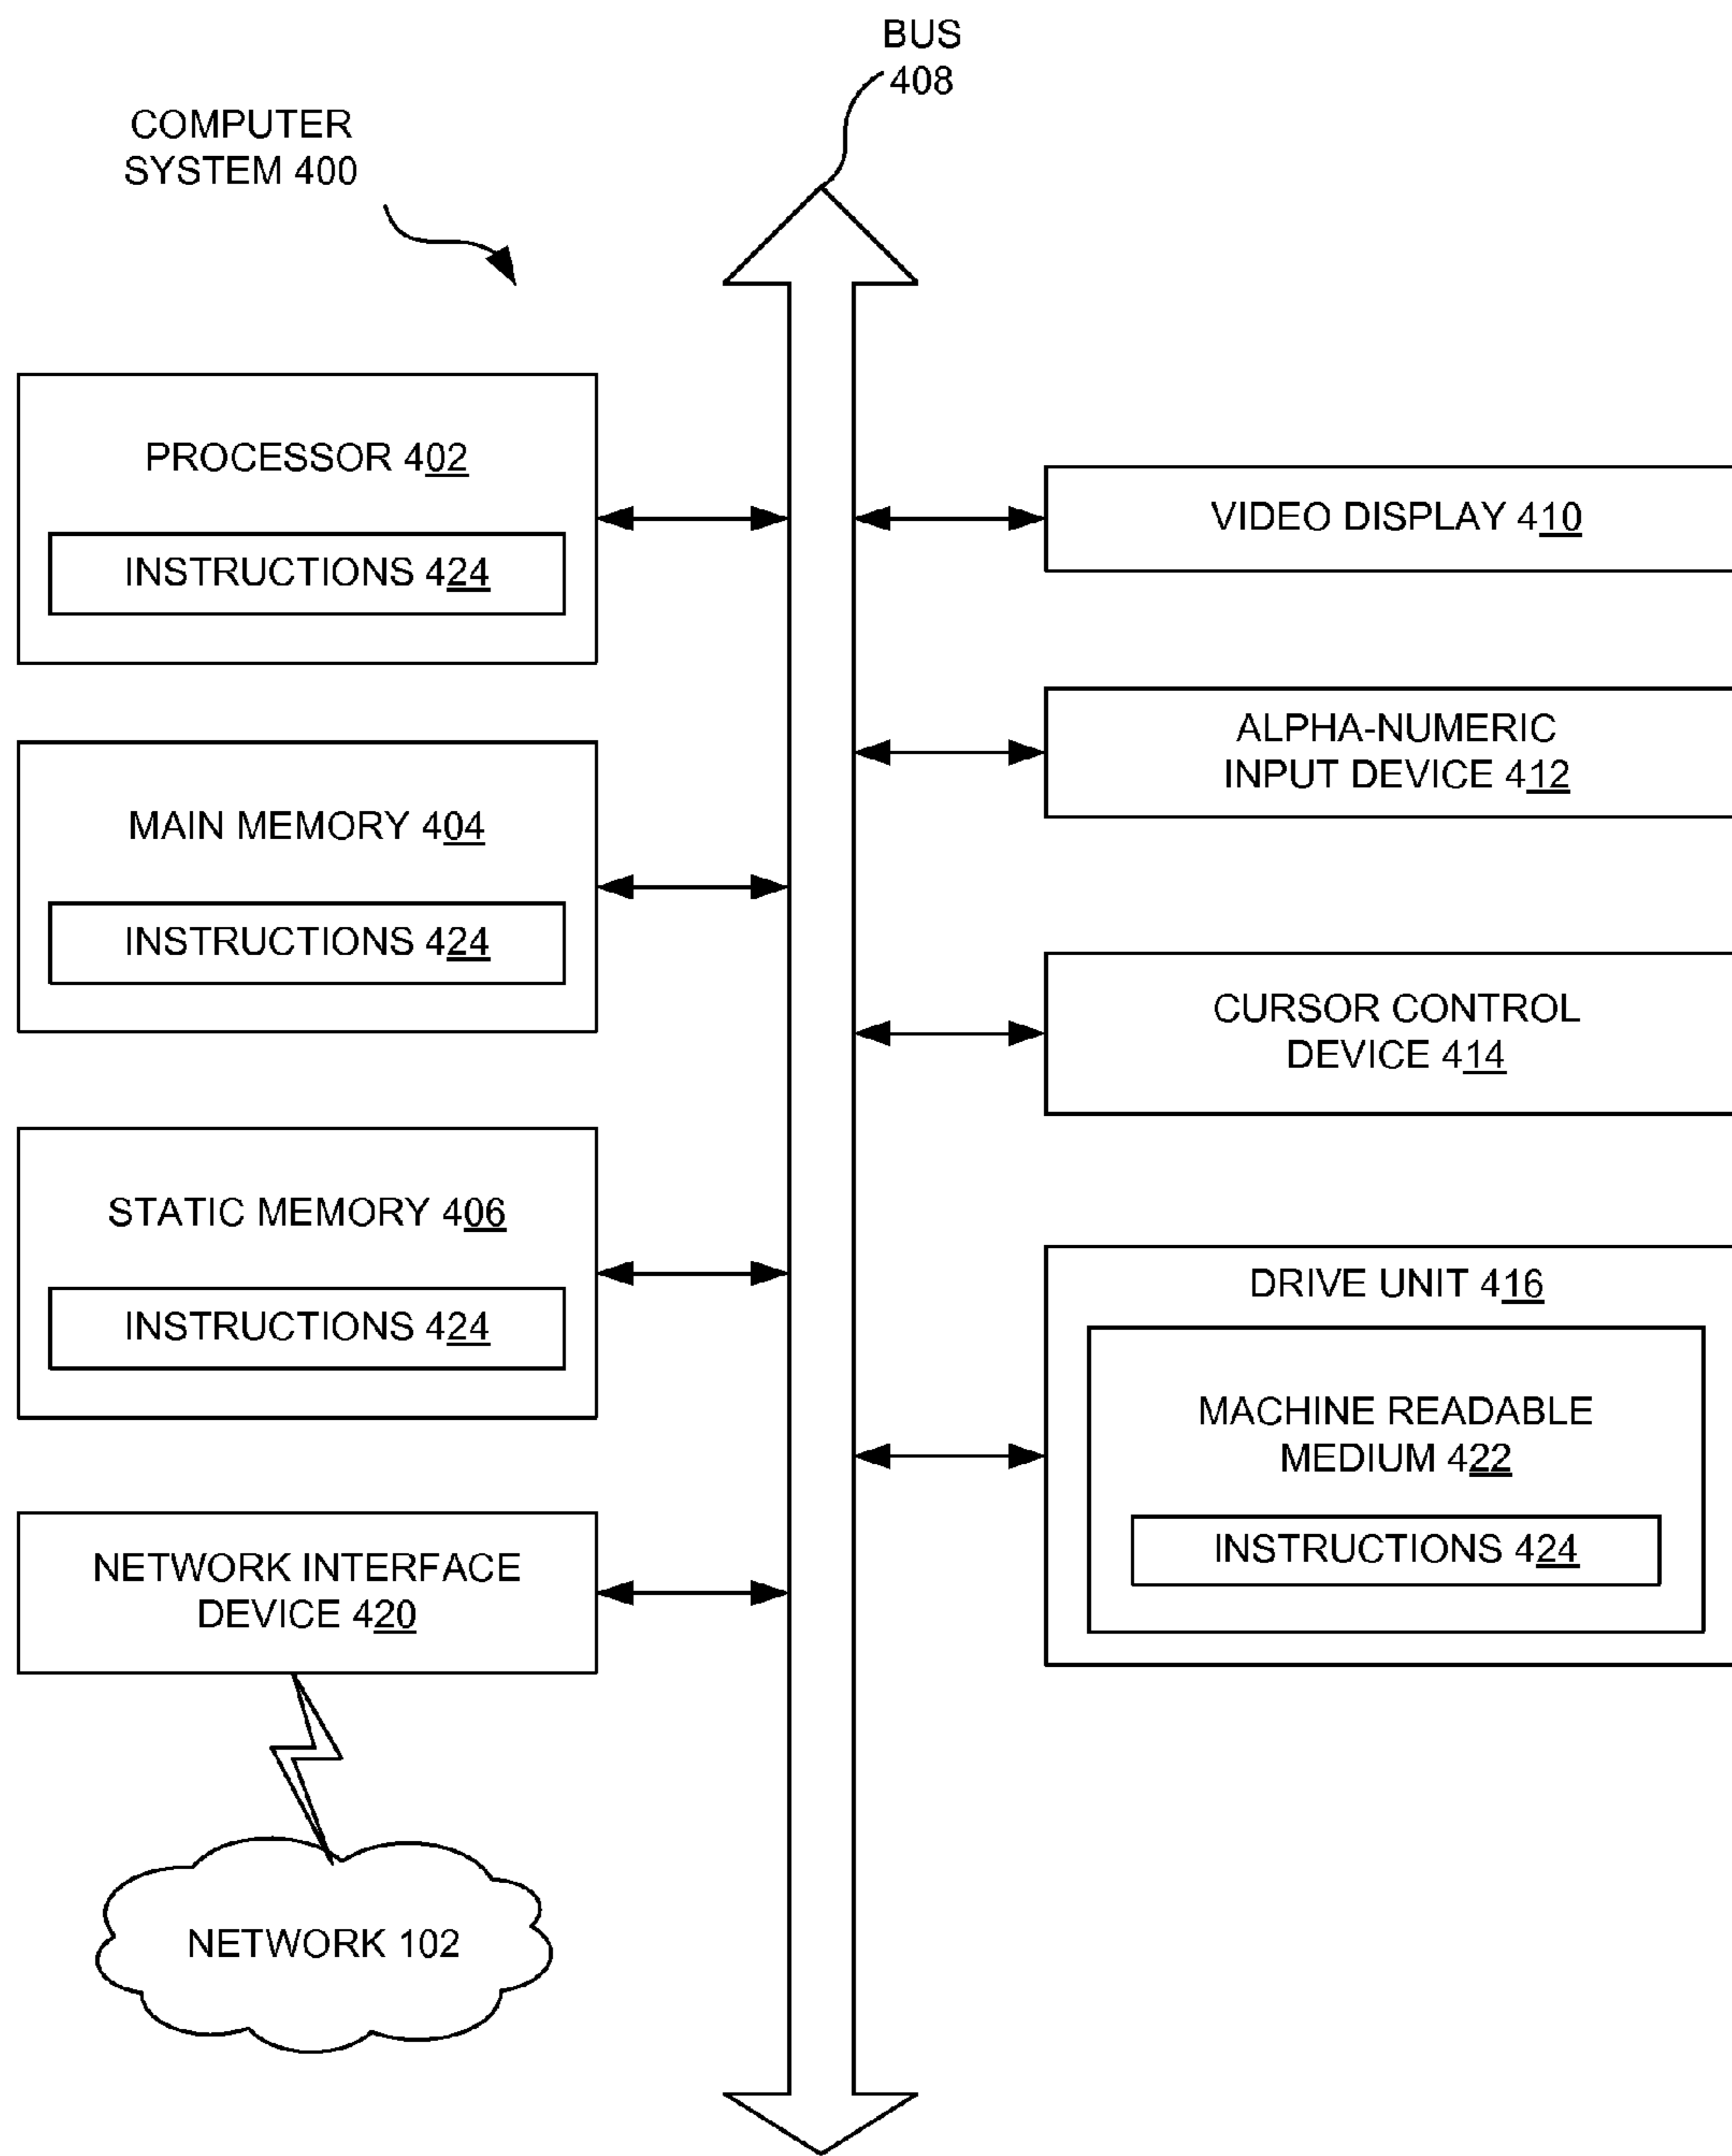 BUS
408
COMPUTER
SYSTEM 400
PROCESSOR 402
INSTRUCTIONS 424
MAIN MEMORY 404
INSTRUCTIONS 424
STATIC MEMORY 406
INSTRUCTIONS 424
NETWORK INTERFACE
DEVICE 420
NETWORK 102
VIDEO DISPLAY 410
ALPHA-NUMERIC
INPUT DEVICE 412
CURSOR CONTROL
DEVICE 414
DRIVE UNIT 416
MACHINE READABLE
MEDIUM 422
INSTRUCTIONS 424